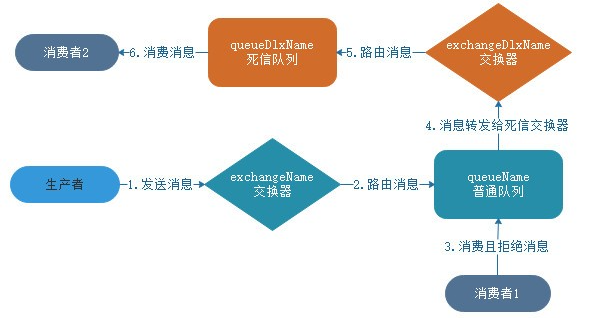 消费者2
6.消费消息
queueDlxName
死信队列
5.路由消息
exchangeDlxName
交换器
4.消息转发给死信交换器
生产者
1.发送消息
exchangeName
交换器
2.路由消息
queueName
普通队列
3.消费且拒绝消息
消费者1